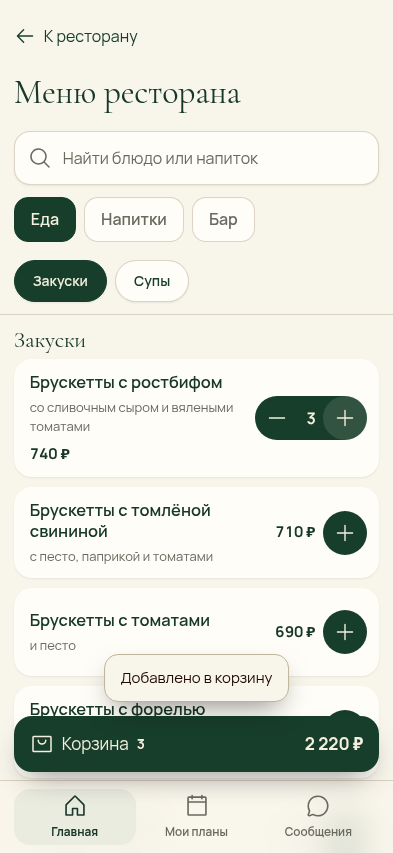 К ресторану
Меню ресторана
Найти блюдо или напиток
Еда
Напитки
Бар
Закуски
Супы
Закуски
Брускетты с ростбифом
со сливочным сыром и вялеными
томатами
740 ₽
3
Брускетты с томлёной
свининой
с песто, паприкой и томатами
710 ₽
Брускетты с томатами
и песто
690 ₽
Добавлено в корзину
Брускетты с форелью
Корзина 3
2 220 ₽
Главная
Мои планы
Сообщения